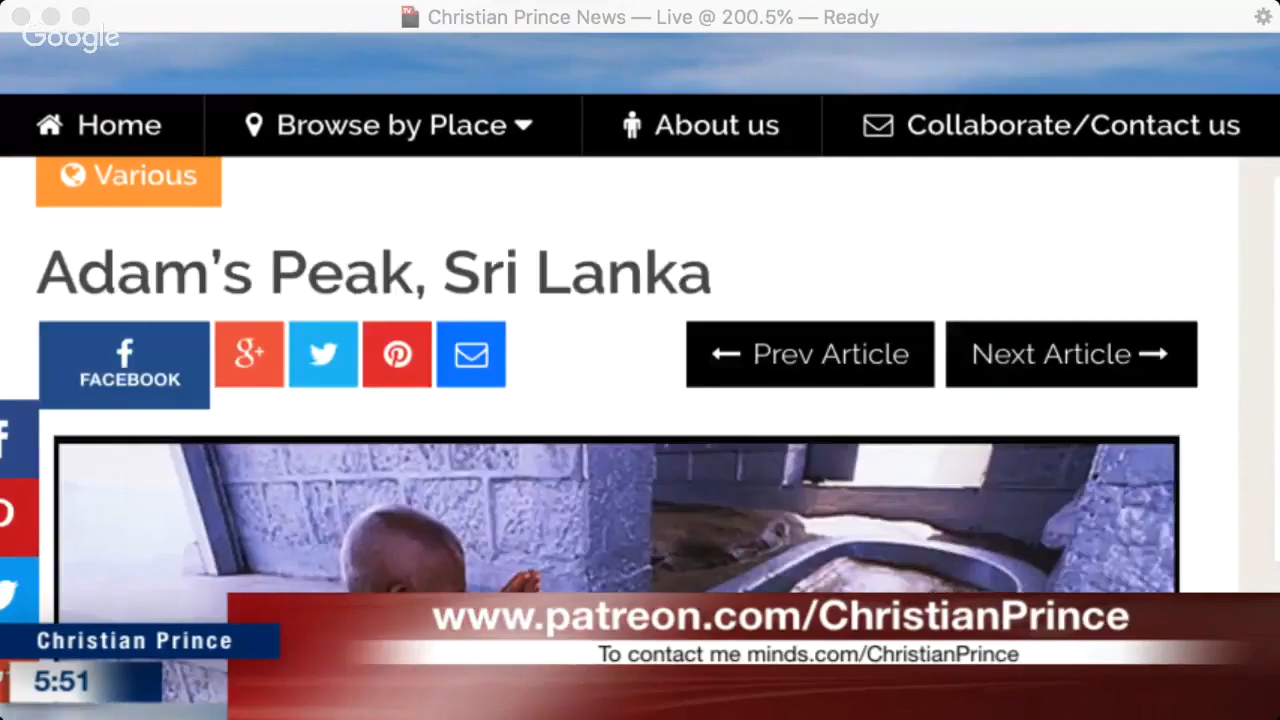 Christian Prince News — Live @ 200.5% — Ready
Google
Home
Browse by Place
About us
Collaborate/Contact us
Various
Adam's Peak, Sri Lanka
FACEBOOK
Prev Article
Next Article
www.patreon.com/ChristianPrince
Christian Prince
To contact me minds.com/ChristianPrince
5:51